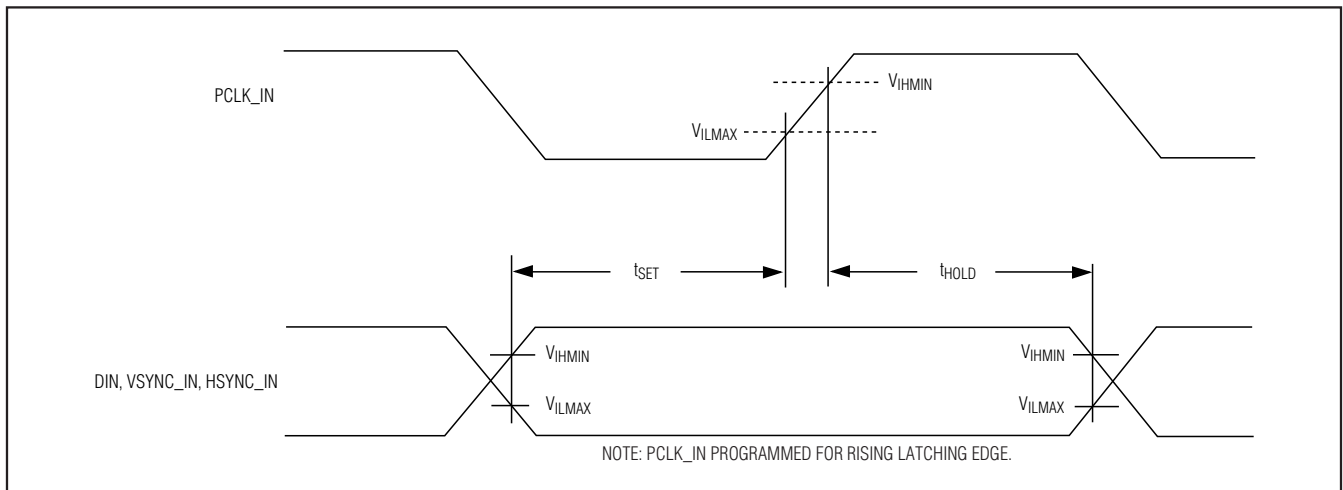 PCLK_IN
VIHMIN
VILMAX
tSET
tHOLD
VIHMIN
VIHMIN
DIN, VSYNC_IN, HSYNC_IN
VILMAX
VILMAX
NOTE: PCLK_IN PROGRAMMED FOR RISING LATCHING EDGE.